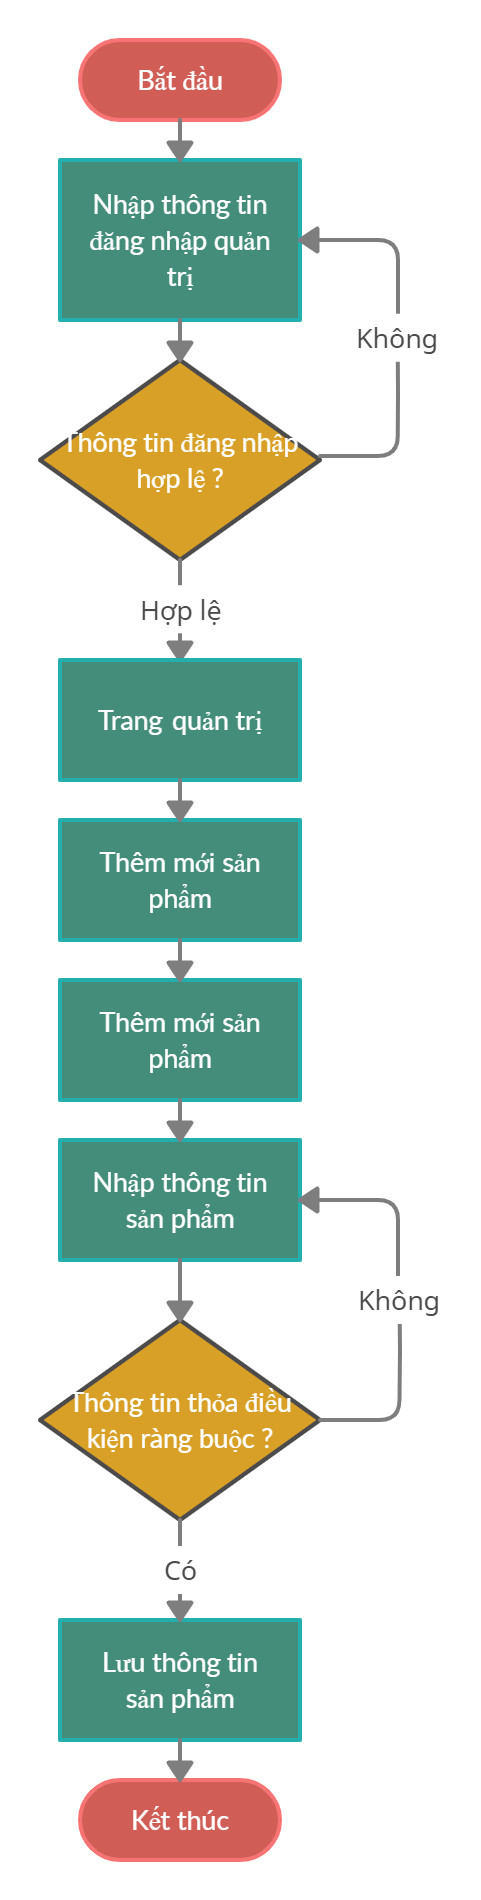 Bắt đầu
Nhập thông tin
đăng nhập quản
trị
Không
Thông tin đăng nhập
hợp lệ ?
Hợp lệ
Trang quản trị
Thêm mới sản
phẩm
Thêm mới sản
phẩm
Nhập thông tin
sản phẩm
Không
Thông tin thỏa điều
kiện ràng buộc ?
Có
Lưu thông tin
sản phẩm
Kết thúc